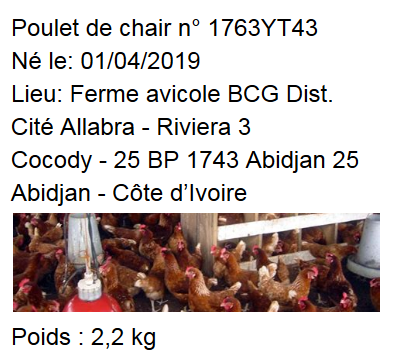 Poulet de chair n° 1763YT43
Né le: 01/04/2019
Lieu: Ferme avicole BCG Dist.
Cité Allabra - Riviera 3
Cocody - 25 BP 1743 Abidjan 25
Abidjan - Côte d’Ivoire
Poids : 2,2 kg